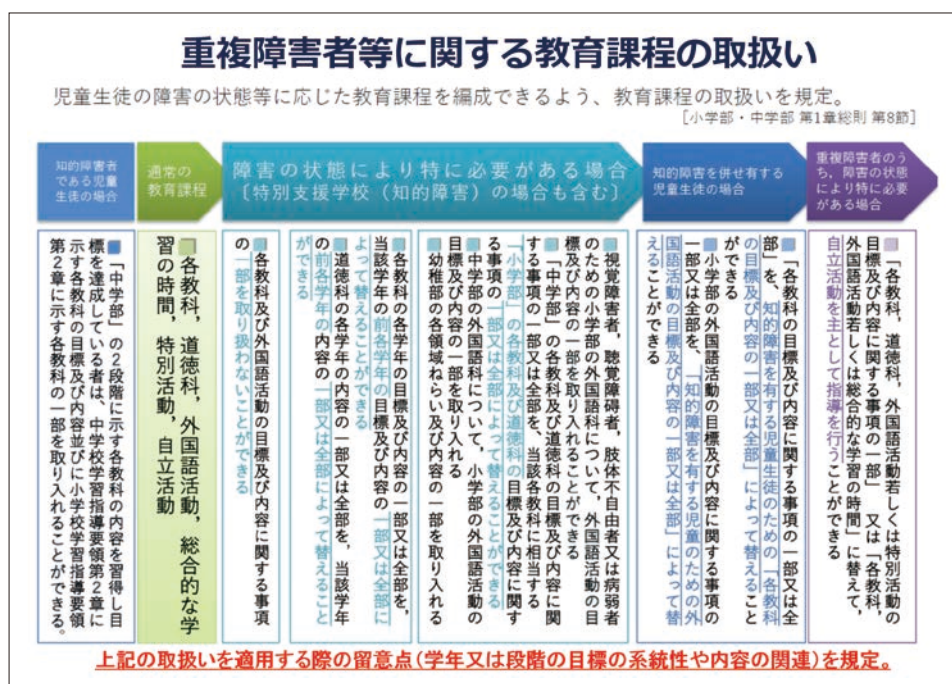 重複障害者等に関する教育課程の取扱い
児童生徒の障害の状態等に応じた教育課程を編成できるよう、教育課程の取扱いを規定。
［小学部・中学部 第1章総則 第8節］
知的障害者
である児童
生徒の場合
通常の
教育課程
障害の状態により特に必要がある場合
〔特別支援学校（知的障害）の場合も含む〕
知的障害を併せ有する
児童生徒の場合
重複障害者のう
ち、障害の状態
により特に必要
がある場合
■「中学部」の２段階に示す各教科の内容を習得し目
標を達成している者は、中学校学習指導要領第２章に
示す各教科の目標及び内容並びに小学校学習指導要領
第２章に示す各教科の一部を取り入れることができる。
■各教科，道徳科，外国語活動，総合的な学
習の時間，特別活動，自立活動
■各教科及び外国語活動の目標及び内容に関する事項
の一部を取り扱わないことができる
■各教科の各学年の目標及び内容の一部又は全部を、
当該学年の前各学年の目標及び内容の一部又は全部に
よって替えることができる
■道徳科の各学年の内容の一部又は全部を、当該学年
の前各学年の内容の一部又は全部によって替えること
ができる
■視覚障害者，聴覚障碍者，肢体不自由者又は病弱者
のための小学部の外国語科について，外国語活動の目
標及び内容の一部を取り入れることができる
■「中学部」の各教科及び道徳科の目標及び内容に関
する事項の一部又は全部を、当該各教科に相当する
「小学部」の各教科及び道徳科の目標及び内容に関す
る事項の一部又は全部によって替えることができる
■中学部の外国語科について，小学部の外国語活動の
目標及び内容の一部を取り入れる
■幼稚部の各領域ねらい及び内容の一部を取り入れる
■「各教科の目標及び内容に関する事項の一部又は全
部」を、知的障害を有する児童生徒のための「各教科
の目標及び内容の一部又は全部」によって替えること
ができる
■小学部の外国語活動の目標及び内容に関する事項の
一部又は全部を、「知的障害を有する児童のための外
国語活動の目標及び内容の一部又は全部」によって替
えることができる
■「各教科，道徳科，外国語活動若しくは特別活動の
目標及び内容に関する事項の一部」 又は「各教科，
外国語活動若しくは総合的な学習の時間」に替えて，
自立活動を主として指導を行うことができる
上記の取扱いを適用する際の留意点（学年又は段階の目標の系統性や内容の関連）を規定。